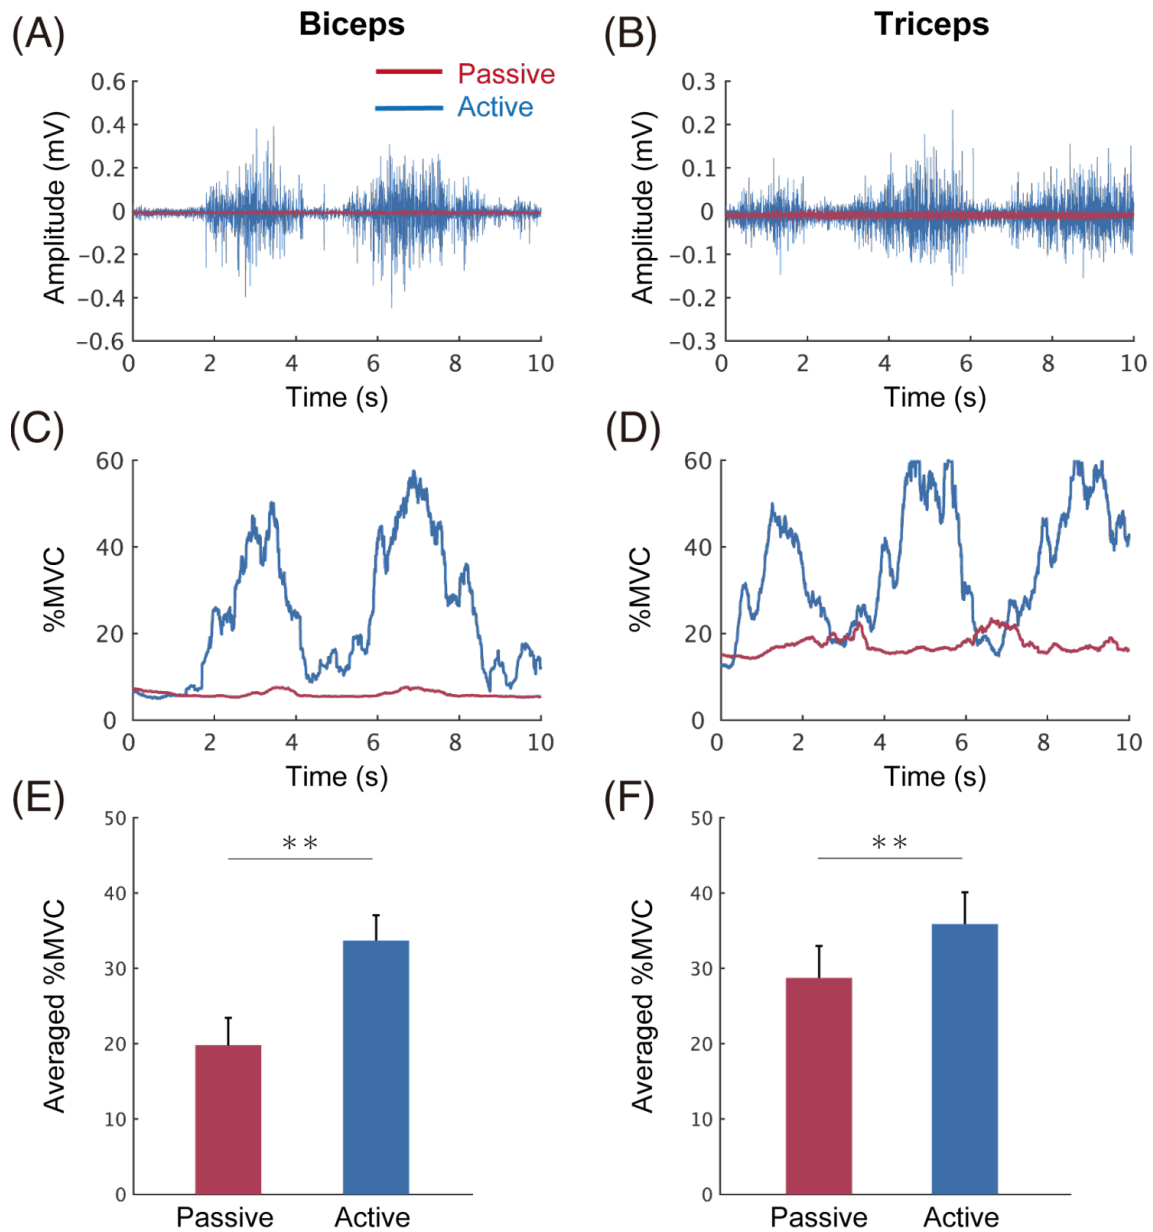 (A) Biceps
Passive
Active
Amplitude (mV)
0.6
0.4
0.2
0
−0.2
−0.4
−0.6
0 2 4 6 8 10
Time (s)
(B) Triceps
Amplitude (mV)
0.3
0.2
0.1
0
−0.1
−0.2
−0.3
0 2 4 6 8 10
Time (s)
(C)
%MVC
60
40
20
0
0 2 4 6 8 10
Time (s)
(D)
%MVC
60
40
20
0
0 2 4 6 8 10
Time (s)
(E)
Averaged %MVC
50
40
30
20
10
0
**
Passive Active
(F)
Averaged %MVC
50
40
30
20
10
0
**
Passive Active